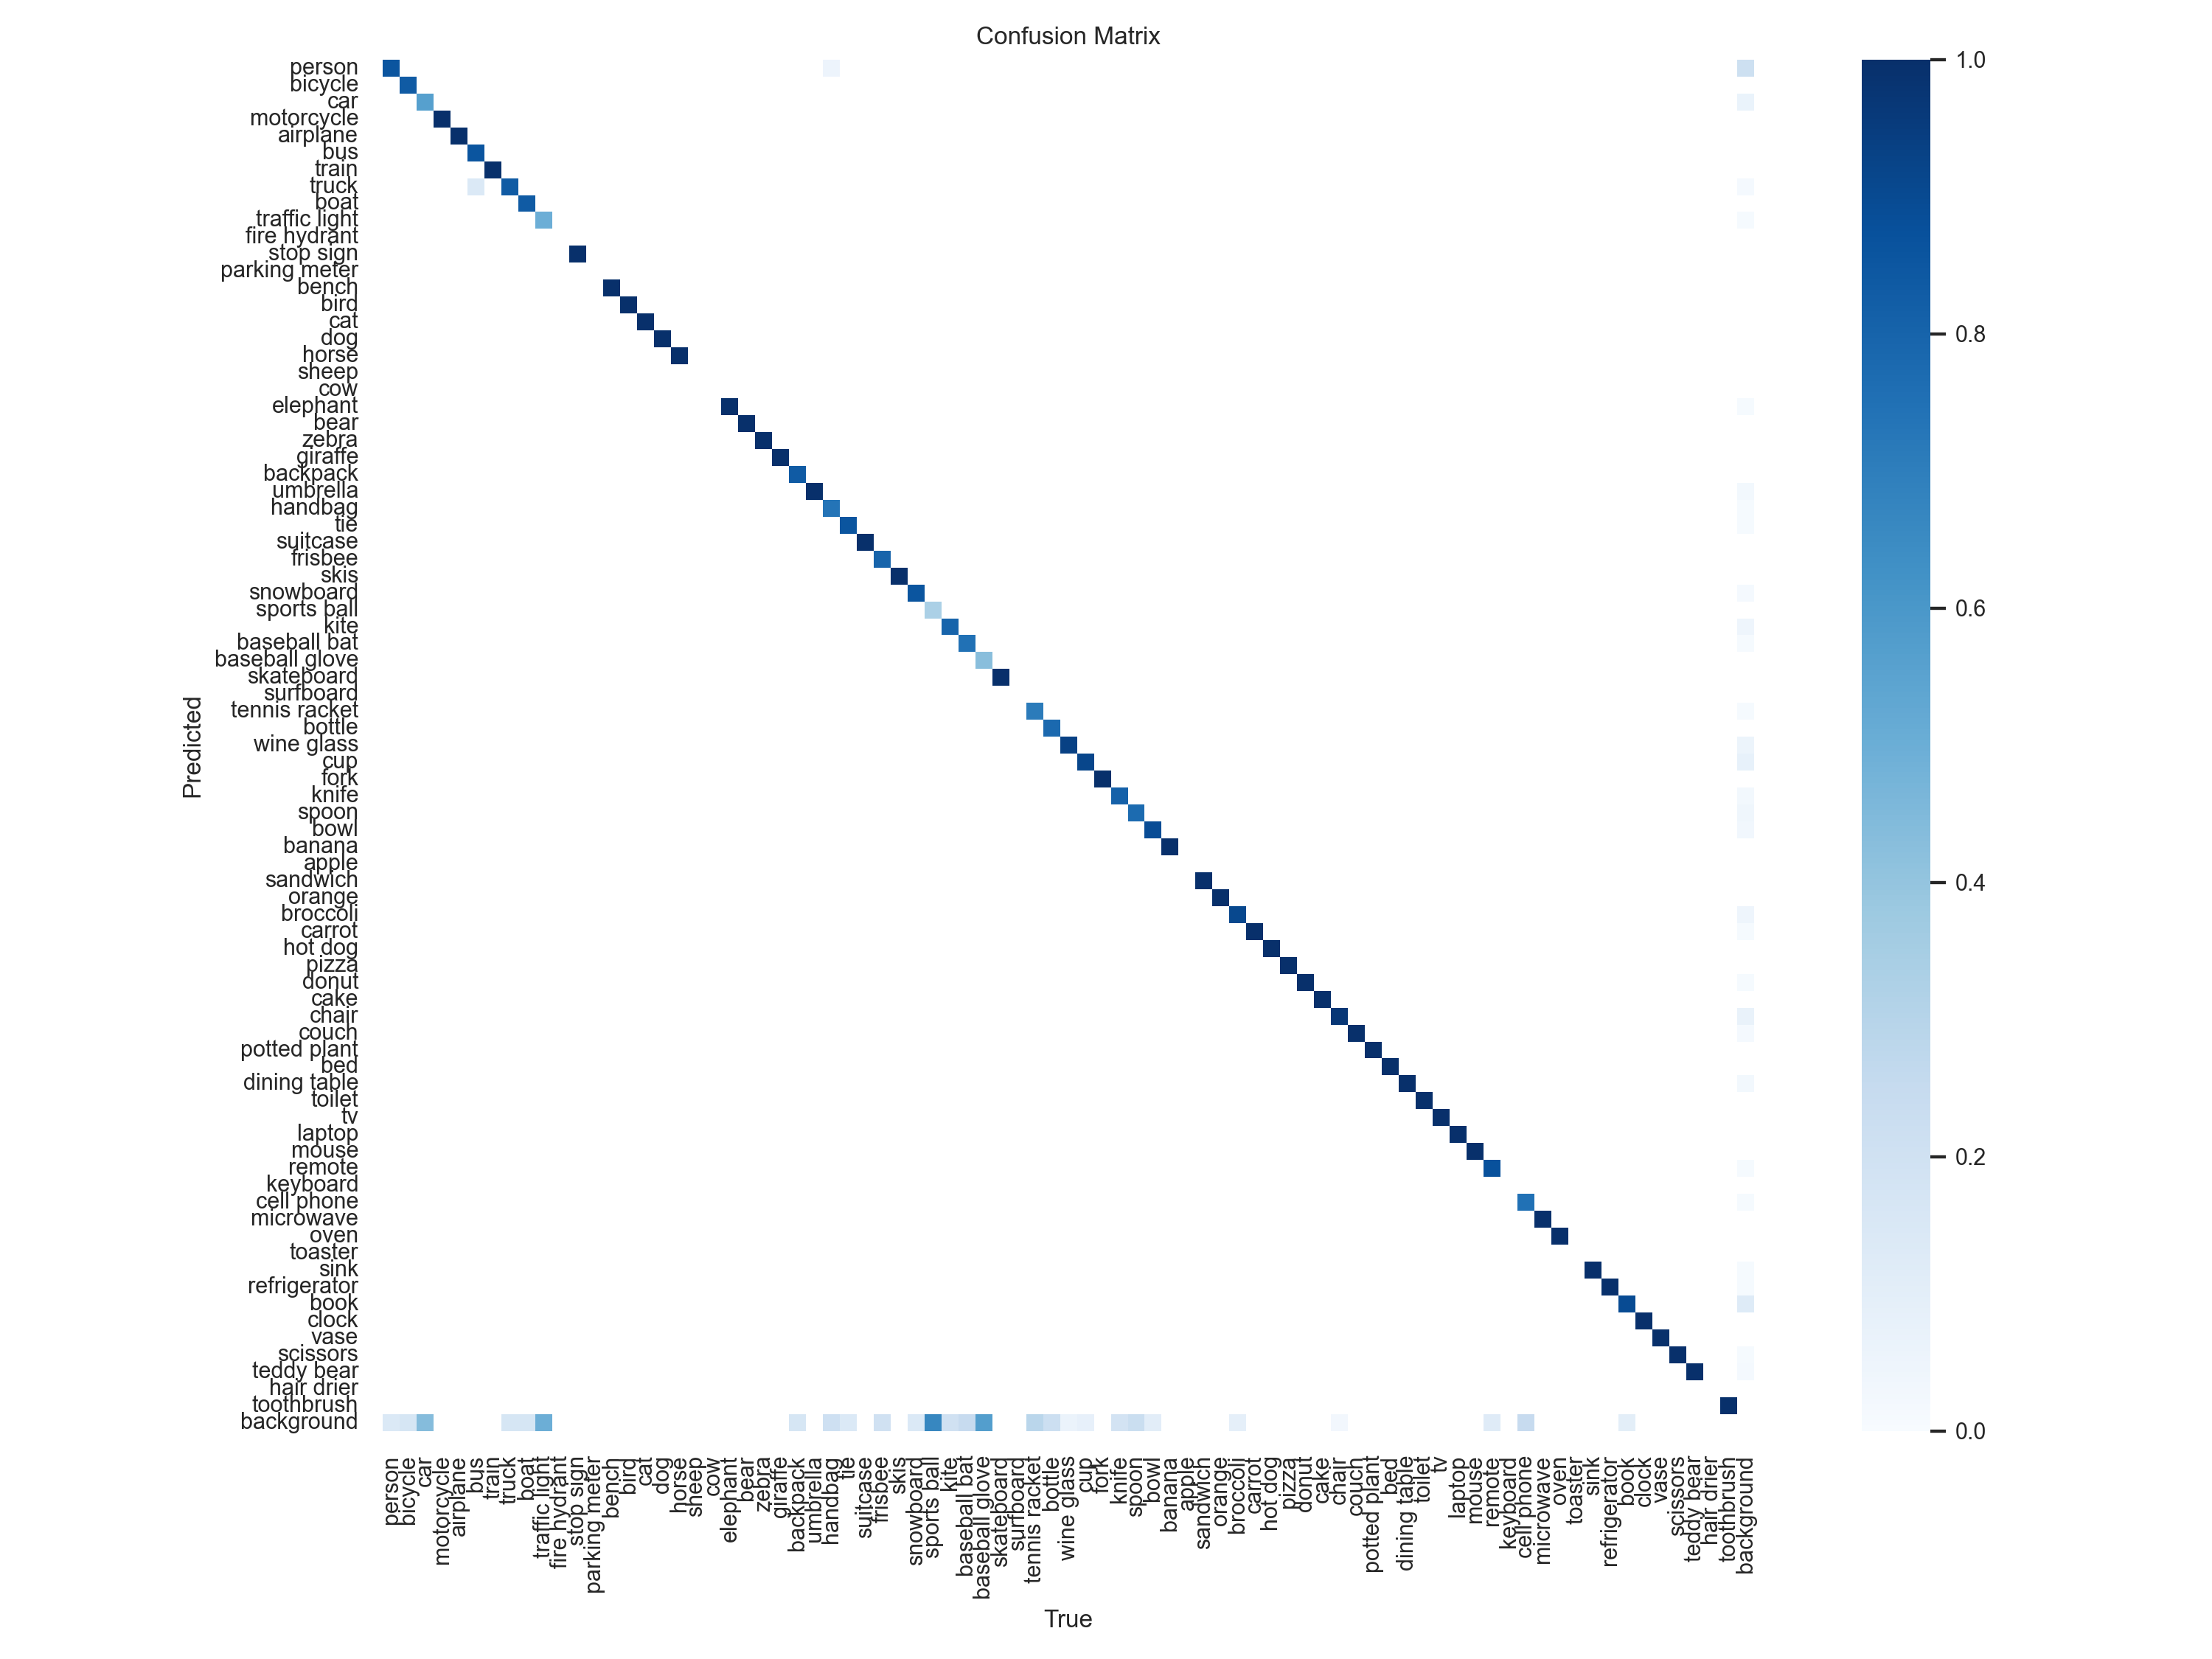 Confusion Matrix
person
bicycle
car
motorcycle
airplane
bus
train
truck
boat
traffic light
fire hydrant
stop sign
parking meter
bench
bird
cat
dog
horse
sheep
cow
elephant
bear
zebra
giraffe
backpack
umbrella
handbag
tie
suitcase
frisbee
skis
snowboard
sports ball
kite
baseball bat
baseball glove
skateboard
surfboard
tennis racket
bottle
wine glass
cup
fork
knife
spoon
bowl
banana
apple
sandwich
orange
broccoli
carrot
hot dog
pizza
donut
cake
chair
couch
potted plant
bed
dining table
toilet
tv
laptop
mouse
remote
keyboard
cell phone
microwave
oven
toaster
sink
refrigerator
book
clock
vase
scissors
teddy bear
hair drier
toothbrush
background
Predicted
person
bicycle
car
motorcycle
airplane
bus
train
truck
boat
traffic light
fire hydrant
stop sign
parking meter
bench
bird
cat
dog
horse
sheep
cow
elephant
bear
zebra
giraffe
backpack
umbrella
handbag
tie
suitcase
frisbee
skis
snowboard
sports ball
kite
baseball bat
baseball glove
skateboard
surfboard
tennis racket
bottle
wine glass
cup
fork
knife
spoon
bowl
banana
apple
sandwich
orange
broccoli
carrot
hot dog
pizza
donut
cake
chair
couch
potted plant
bed
dining table
toilet
tv
laptop
mouse
remote
keyboard
cell phone
microwave
oven
toaster
sink
refrigerator
book
clock
vase
scissors
teddy bear
hair drier
toothbrush
background
True
1.0
0.8
0.6
0.4
0.2
0.0